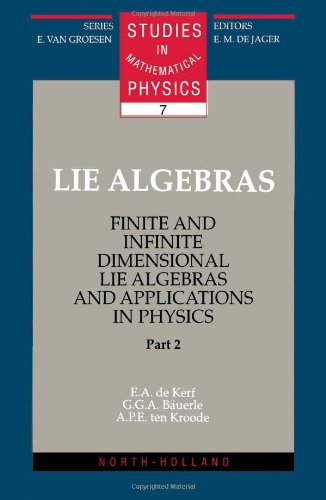 SERIES EDITORS
E. VAN GROESEN E. M. DE JAGER
STUDIES
IN
MATHEMATICAL
PHYSICS
7
LIE ALGEBRAS
FINITE AND
INFINITE
DIMENSIONAL
LIE ALGEBRAS
AND APPLICATIONS
IN PHYSICS
Part 2
E.A. de Kerf
G.G.A. Bäuerle
A.P.E. ten Kroode
NORTH-HOLLAND